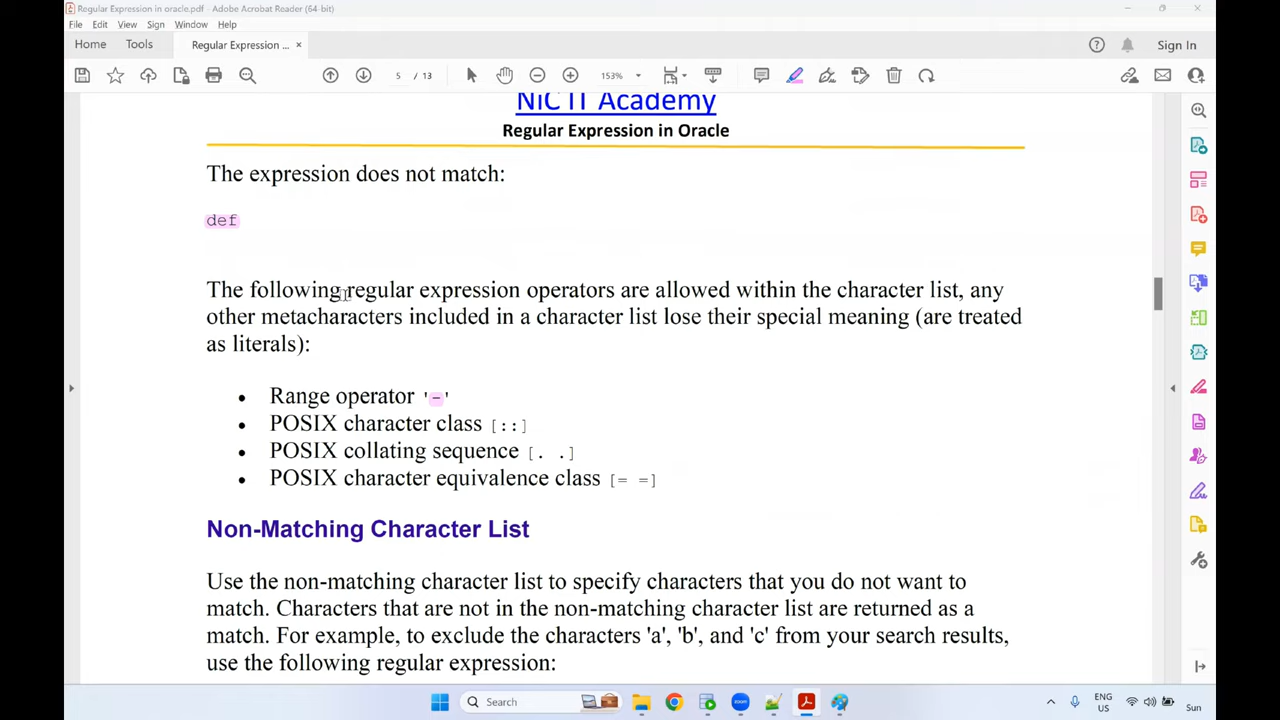 Regular Expression in oracle.pdf - Adobe Acrobat Reader (64-bit)
File Edit View Sign Window Help
Home Tools Regular Expression ... × Sign In
5 / 13 153%
NiC IT Academy
Regular Expression in Oracle
The expression does not match:
def
The following regular expression operators are allowed within the character list, any
other metacharacters included in a character list lose their special meaning (are treated
as literals):
• Range operator '-'
• POSIX character class [::]
• POSIX collating sequence [. .]
• POSIX character equivalence class [= =]
Non-Matching Character List
Use the non-matching character list to specify characters that you do not want to
match. Characters that are not in the non-matching character list are returned as a
match. For example, to exclude the characters 'a', 'b', and 'c' from your search results,
use the following regular expression:
Search ENG
US Sun